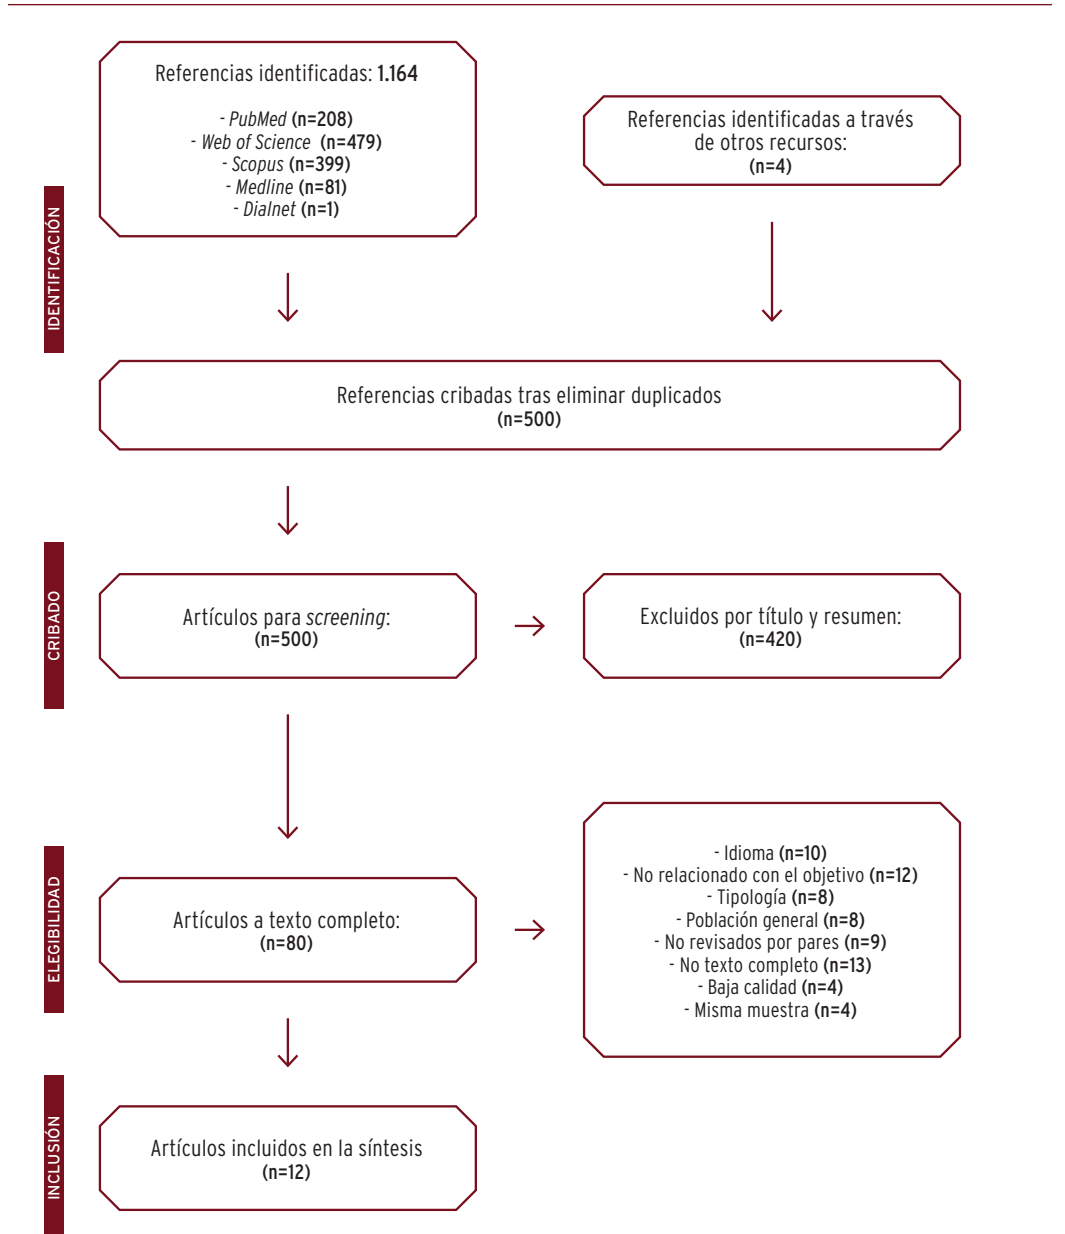 Referencias identificadas: 1.164
- PubMed (n=208)
- Web of Science (n=479)
- Scopus (n=399)
- Medline (n=81)
- Dialnet (n=1)
Referencias identificadas a través
de otros recursos:
(n=4)
IDENTIFICACIÓN
Referencias cribadas tras eliminar duplicados
(n=500)
CRIBADO
Artículos para screening:
(n=500)
Excluidos por título y resumen:
(n=420)
ELEGIBILIDAD
Artículos a texto completo:
(n=80)
- Idioma (n=10)
- No relacionado con el objetivo (n=12)
- Tipología (n=8)
- Población general (n=8)
- No revisados por pares (n=9)
- No texto completo (n=13)
- Baja calidad (n=4)
- Misma muestra (n=4)
INCLUSIÓN
Artículos incluidos en la síntesis
(n=12)